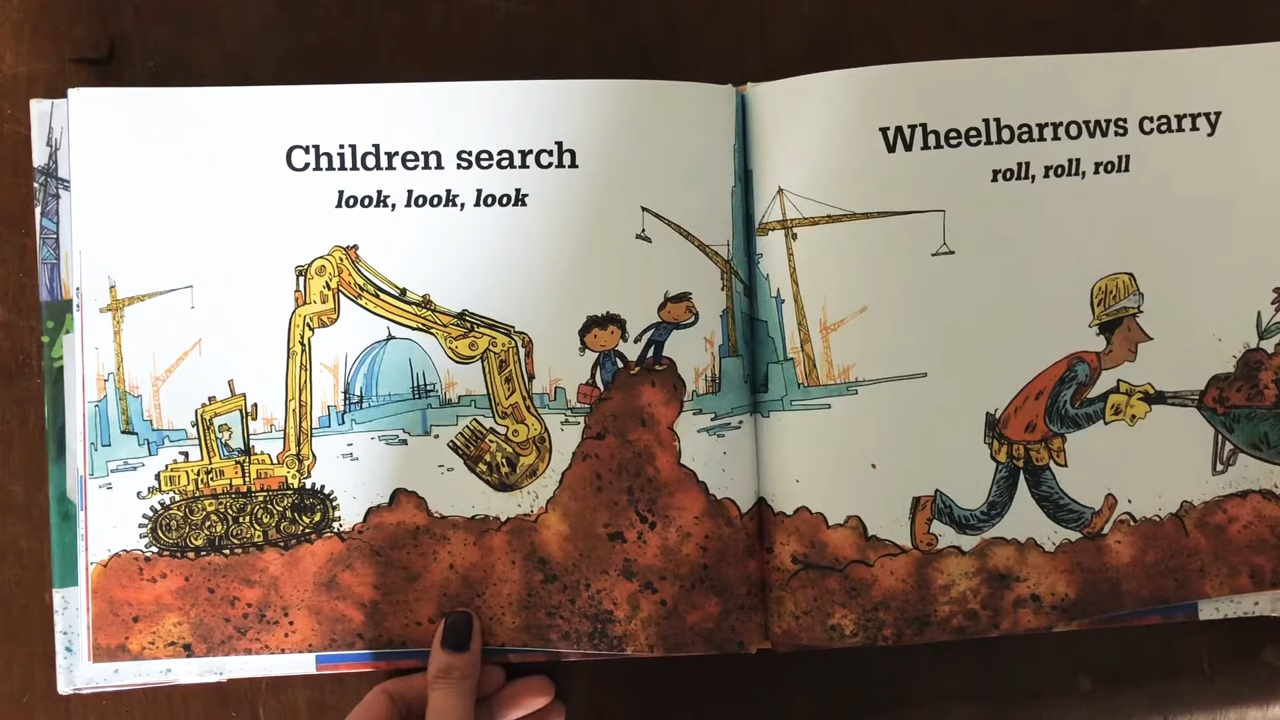 Children search
look, look, look
Wheelbarrows carry
roll, roll, roll